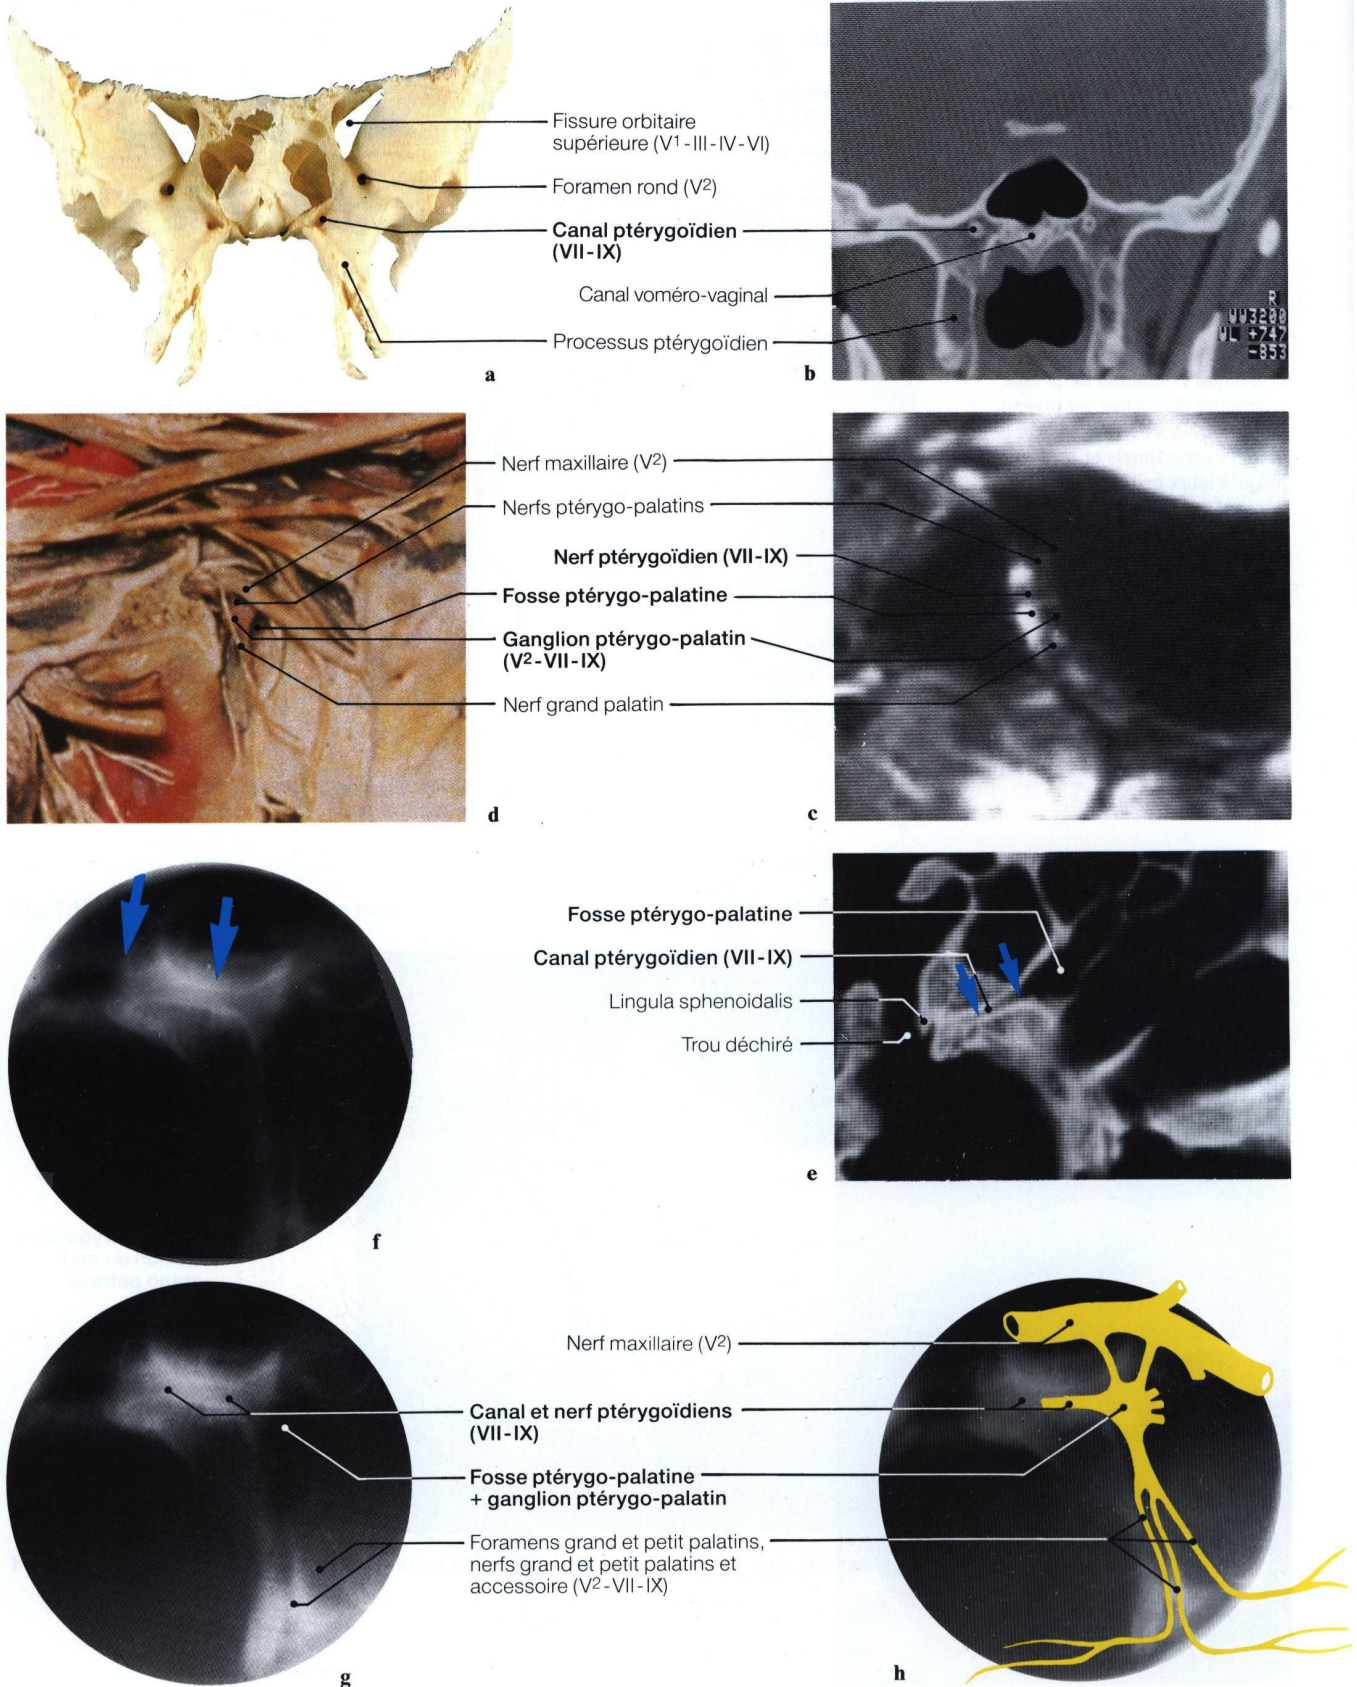 Fissure orbitaire
supérieure (V1-III-IV-VI)
Foramen rond (V2)
Canal ptérygoïdien
(VII-IX)
Canal voméro-vaginal
Processus ptérygoïdien
a
b
R
WW3200
WL +747
-853
Nerf maxillaire (V2)
Nerfs ptérygo-palatins
Nerf ptérygoïdien (VII-IX)
Fosse ptérygo-palatine
Ganglion ptérygo-palatin
(V2-VII-IX)
Nerf grand palatin
d
c
Fosse ptérygo-palatine
Canal ptérygoïdien (VII-IX)
Lingula sphenoidalis
Trou déchiré
e
f
Nerf maxillaire (V2)
Canal et nerf ptérygoïdiens
(VII-IX)
Fosse ptérygo-palatine
+ ganglion ptérygo-palatin
Foramens grand et petit palatins,
nerfs grand et petit palatins et
accessoire (V2-VII-IX)
g
h